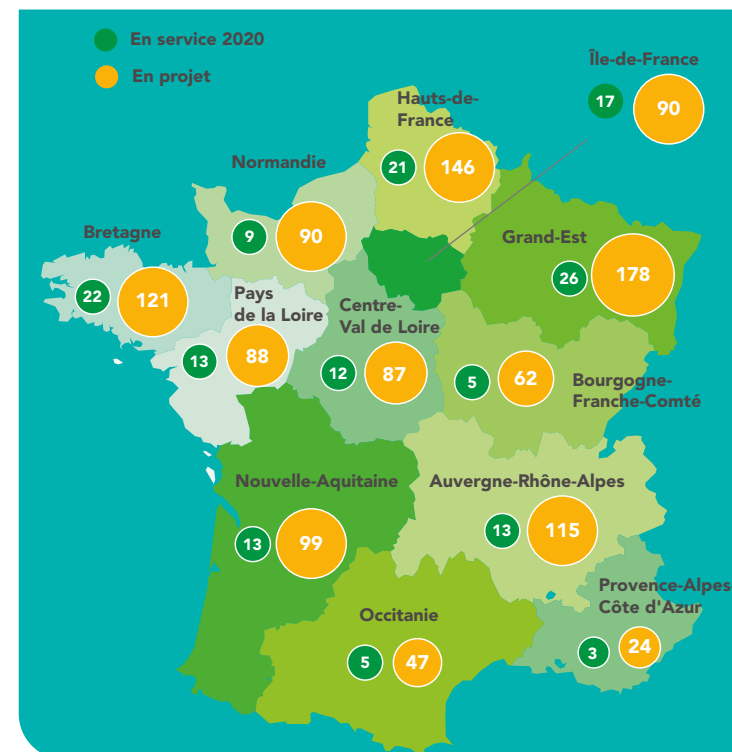 En service 2020
En projet
Île-de-France
17
90
Hauts-de-
France
21
146
Normandie
9
90
Bretagne
22
121
Grand-Est
26
178
Pays
de la Loire
13
88
Centre-
Val de Loire
12
87
Bourgogne-
Franche-Comté
5
62
Nouvelle-Aquitaine
13
99
Auvergne-Rhône-Alpes
13
115
Provence-Alpes-
Côte d'Azur
3
24
Occitanie
5
47